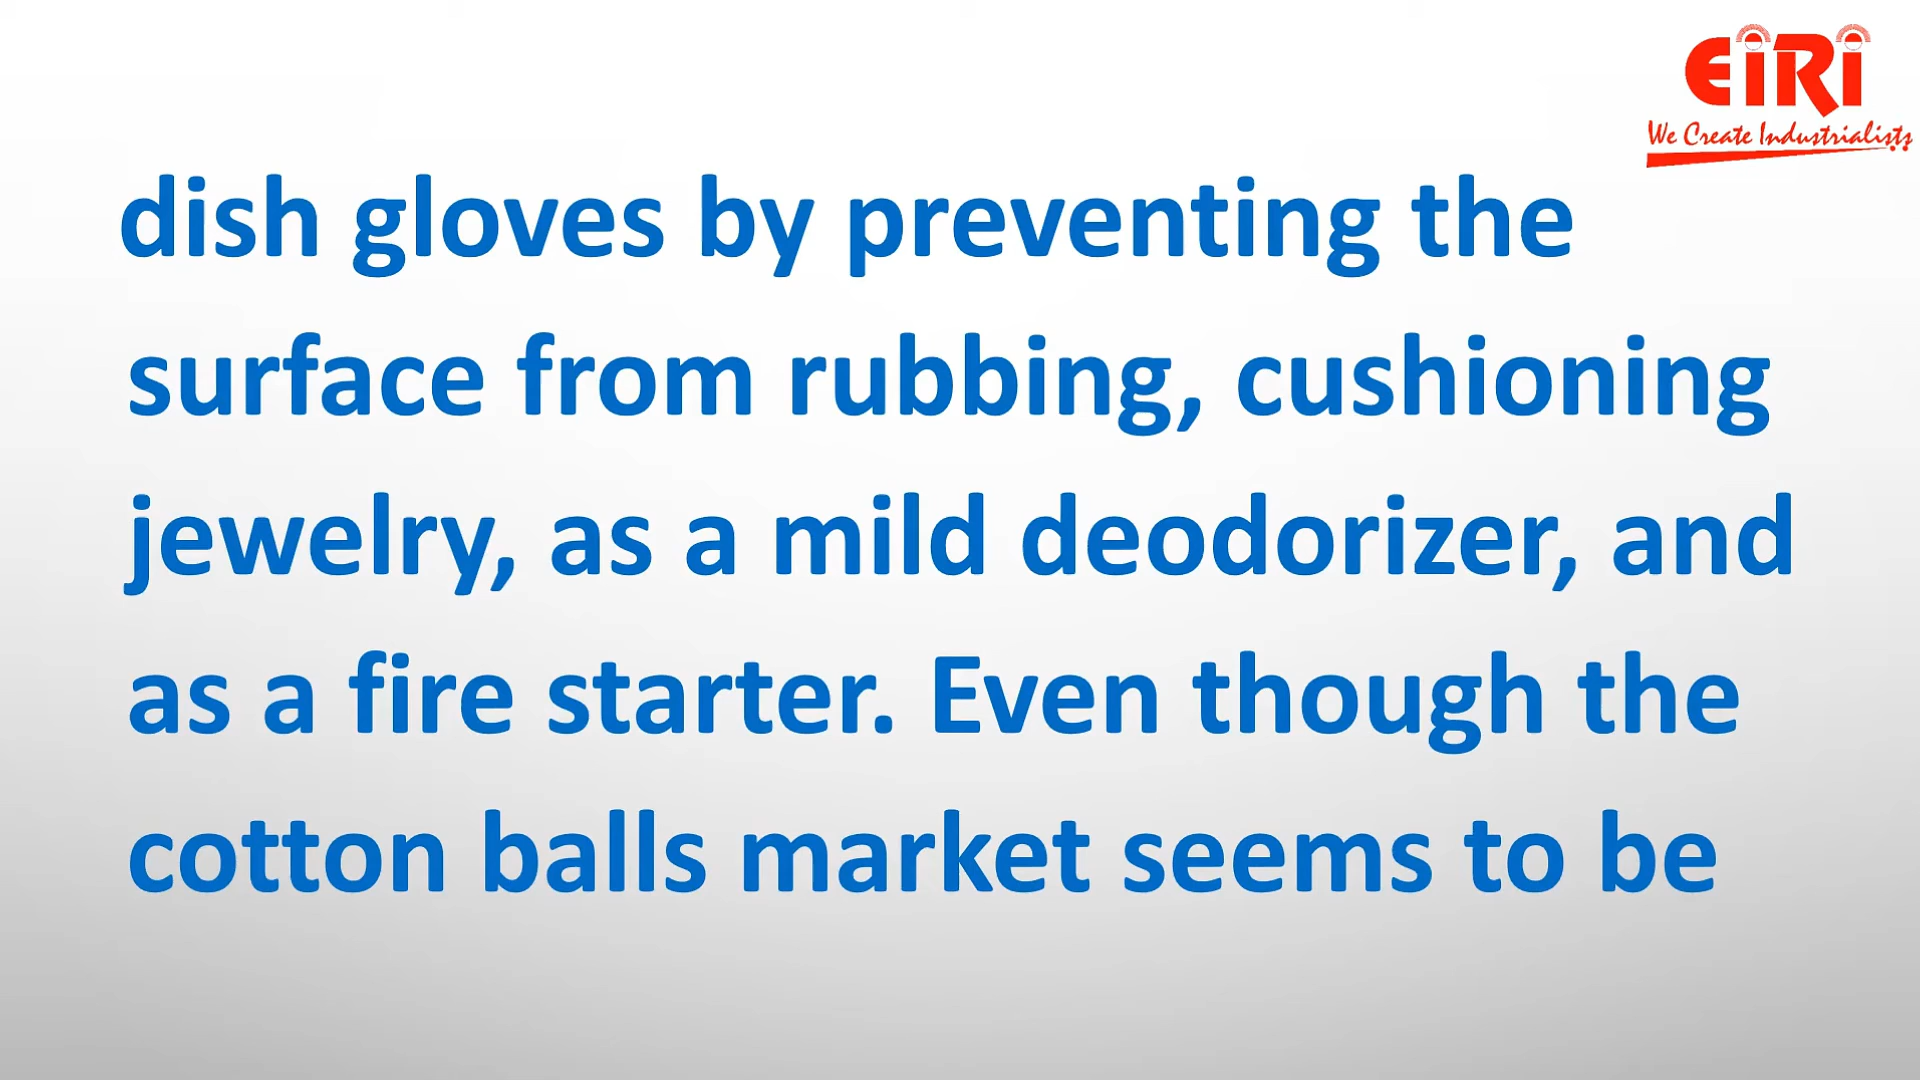 EiRi
We Create Industrialists
dish gloves by preventing the
surface from rubbing, cushioning
jewelry, as a mild deodorizer, and
as a fire starter. Even though the
cotton balls market seems to be